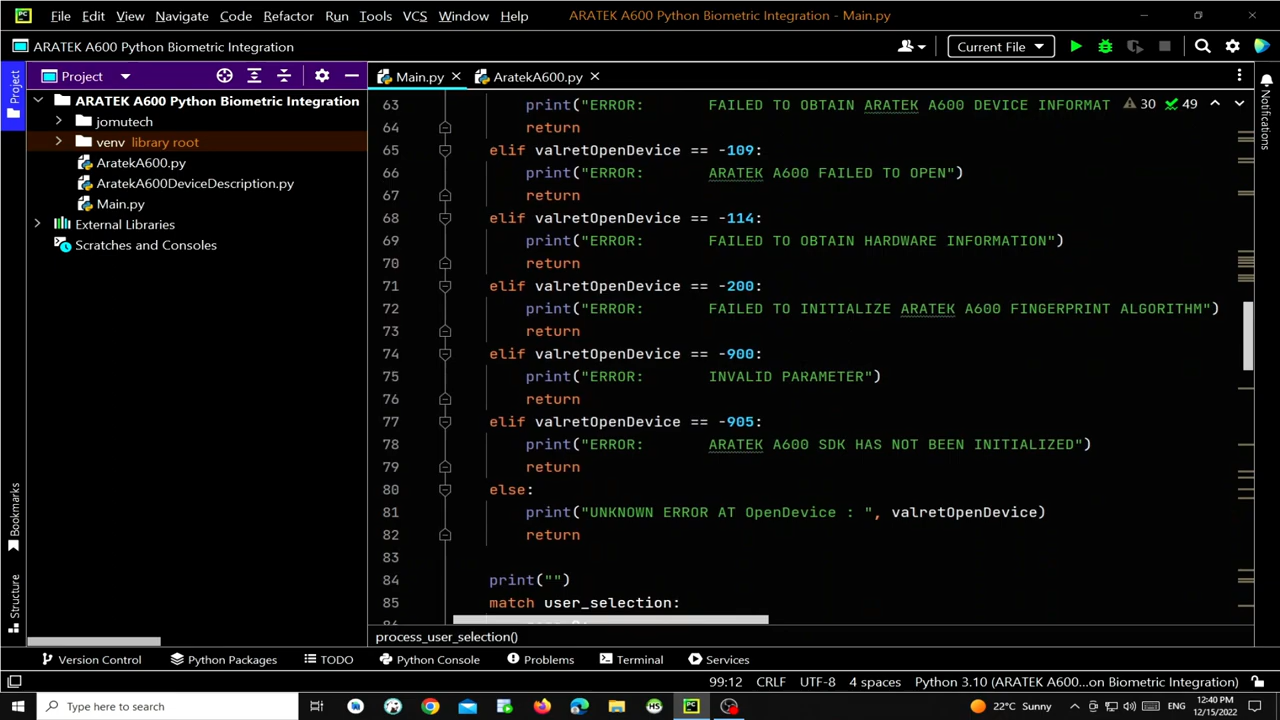 File Edit View Navigate Code Refactor Run Tools VCS Window Help ARATEK A600 Python Biometric Integration - Main.py
ARATEK A600 Python Biometric Integration Current File
Project Main.py AratekA600.py
ARATEK A600 Python Biometric Integration
jomutech
venv library root
AratekA600.py
AratekA600DeviceDescription.py
Main.py
External Libraries
Scratches and Consoles
Project
Bookmarks
Structure
63 print("ERROR: FAILED TO OBTAIN ARATEK A600 DEVICE INFORMAT 30 49
64 return
65 elif valretOpenDevice == -109:
66 print("ERROR: ARATEK A600 FAILED TO OPEN")
67 return
68 elif valretOpenDevice == -114:
69 print("ERROR: FAILED TO OBTAIN HARDWARE INFORMATION")
70 return
71 elif valretOpenDevice == -200:
72 print("ERROR: FAILED TO INITIALIZE ARATEK A600 FINGERPRINT ALGORITHM")
73 return
74 elif valretOpenDevice == -900:
75 print("ERROR: INVALID PARAMETER")
76 return
77 elif valretOpenDevice == -905:
78 print("ERROR: ARATEK A600 SDK HAS NOT BEEN INITIALIZED")
79 return
80 else:
81 print("UNKNOWN ERROR AT OpenDevice : ", valretOpenDevice)
82 return
83
84 print("")
85 match user_selection:
process_user_selection()
Notifications
Version Control Python Packages TODO Python Console Problems Terminal Services
99:12 CRLF UTF-8 4 spaces Python 3.10 (ARATEK A600...on Biometric Integration)
Type here to search 22°C Sunny ENG 12:40 PM
12/15/2022